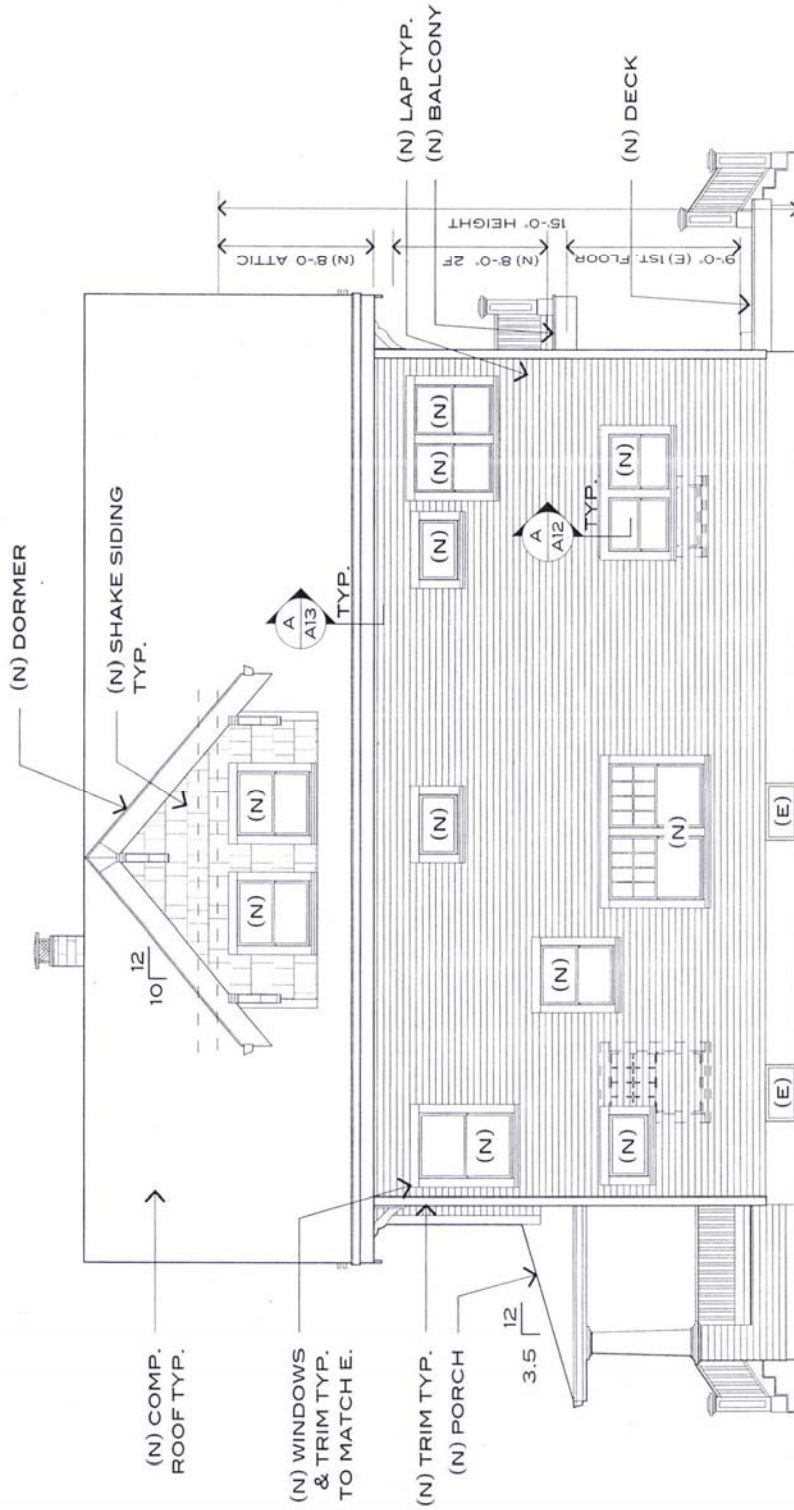 (N) DORMER
(N) SHAKE SIDING
TYP.
(N) COMP.
ROOF TYP.
12
10
(N)
(N)
A
A13
TYP.
(N) 8'-0 ATTIC
15'-0" HEIGHT
(N) 8'-0" 2F
9'-0" (E) 1ST. FLOOR
(N) LAP TYP.
(N) BALCONY
(N) DECK
(N) WINDOWS
& TRIM TYP.
TO MATCH E.
(N) TRIM TYP.
(N) PORCH
12
3.5
(N)
(N)
(N)
(N)
(N)
A
A12
TYP.
(N)
(N)
(N)
(N)
(E)
(E)